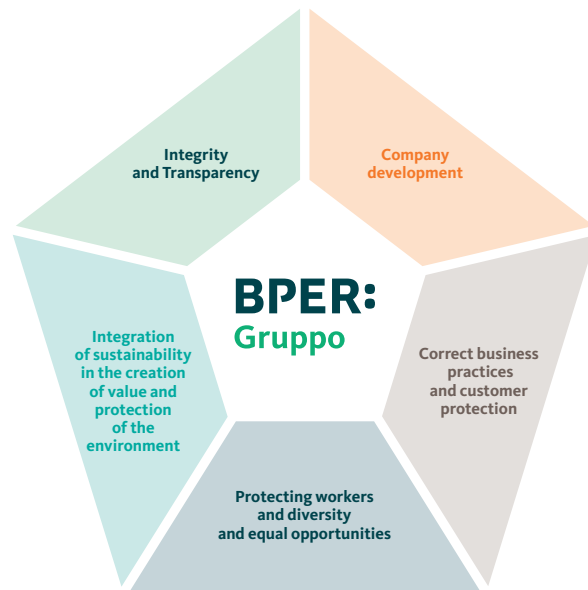 Integrity
and Transparency
Company
development
BPER:
Gruppo
Integration
of sustainability
in the creation
of value and
protection
of the
environment
Correct business
practices
and customer
protection
Protecting workers
and diversity
and equal opportunities